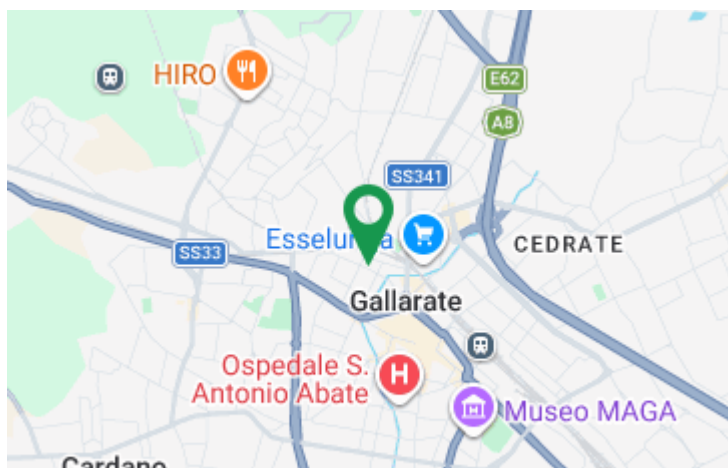 E62
HIRO
A8
SS341
Esselunga
CEDRATE
SS33
Gallarate
Ospedale S.
Antonio Abate
H
Museo MAGA
Cardano